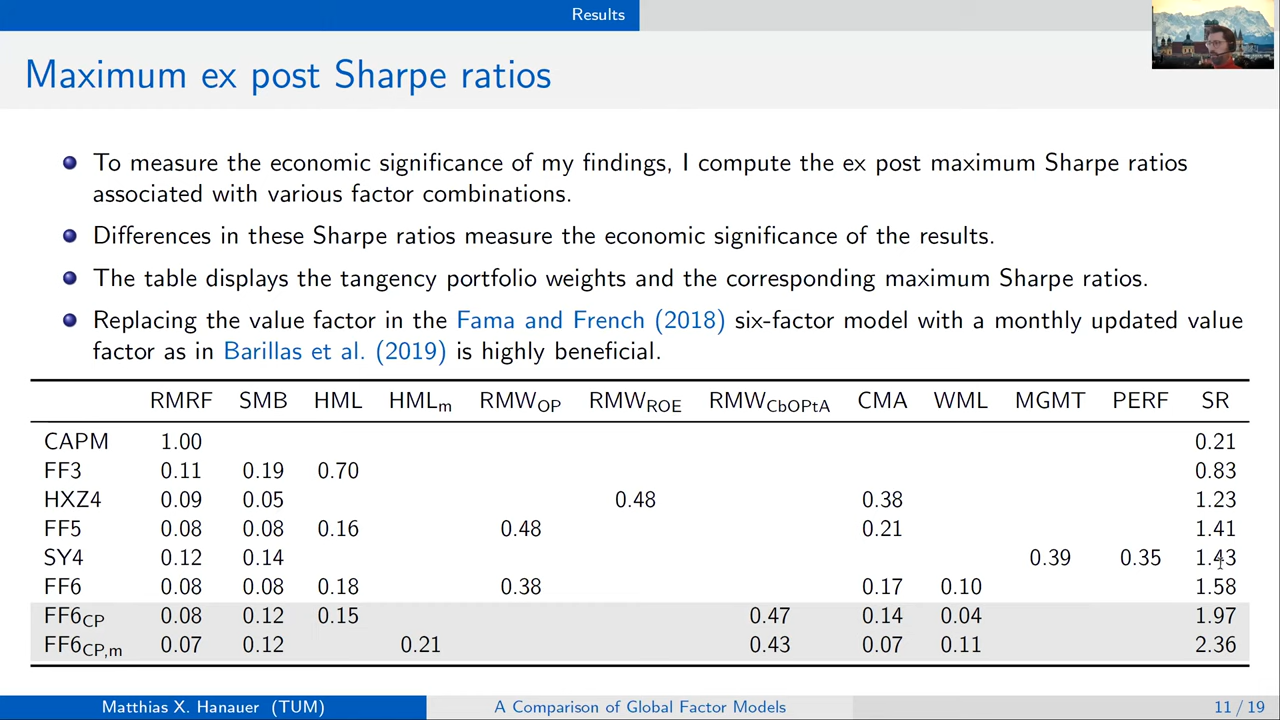 Results
Maximum ex post Sharpe ratios
To measure the economic significance of my findings, I compute the ex post maximum Sharpe ratios
associated with various factor combinations.
Differences in these Sharpe ratios measure the economic significance of the results.
The table displays the tangency portfolio weights and the corresponding maximum Sharpe ratios.
Replacing the value factor in the Fama and French (2018) six-factor model with a monthly updated value
factor as in Barillas et al. (2019) is highly beneficial.
RMRF SMB HML HMLm RMWOP RMWROE RMWCbOPtA CMA WML MGMT PERF SR
CAPM 1.00 0.21
FF3 0.11 0.19 0.70 0.83
HXZ4 0.09 0.05 0.48 0.38 1.23
FF5 0.08 0.08 0.16 0.48 0.21 1.41
SY4 0.12 0.14 0.39 0.35 1.43
FF6 0.08 0.08 0.18 0.38 0.17 0.10 1.58
FF6CP 0.08 0.12 0.15 0.47 0.14 0.04 1.97
FF6CP,m 0.07 0.12 0.21 0.43 0.07 0.11 2.36
Matthias X. Hanauer (TUM) A Comparison of Global Factor Models 11 / 19